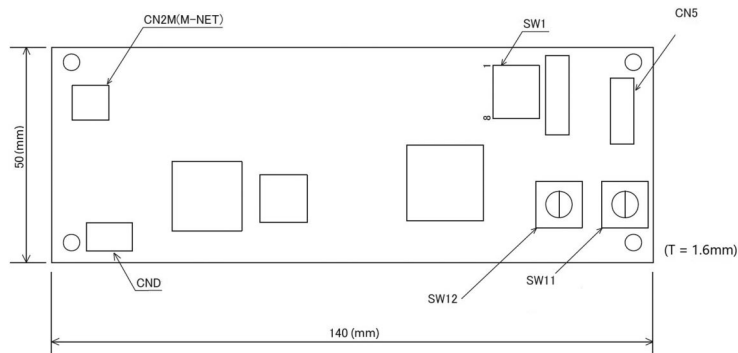 CN2M(M-NET)
SW1
CN5
1
8
50 (mm)
(T = 1.6mm)
CND
SW12
SW11
140 (mm)